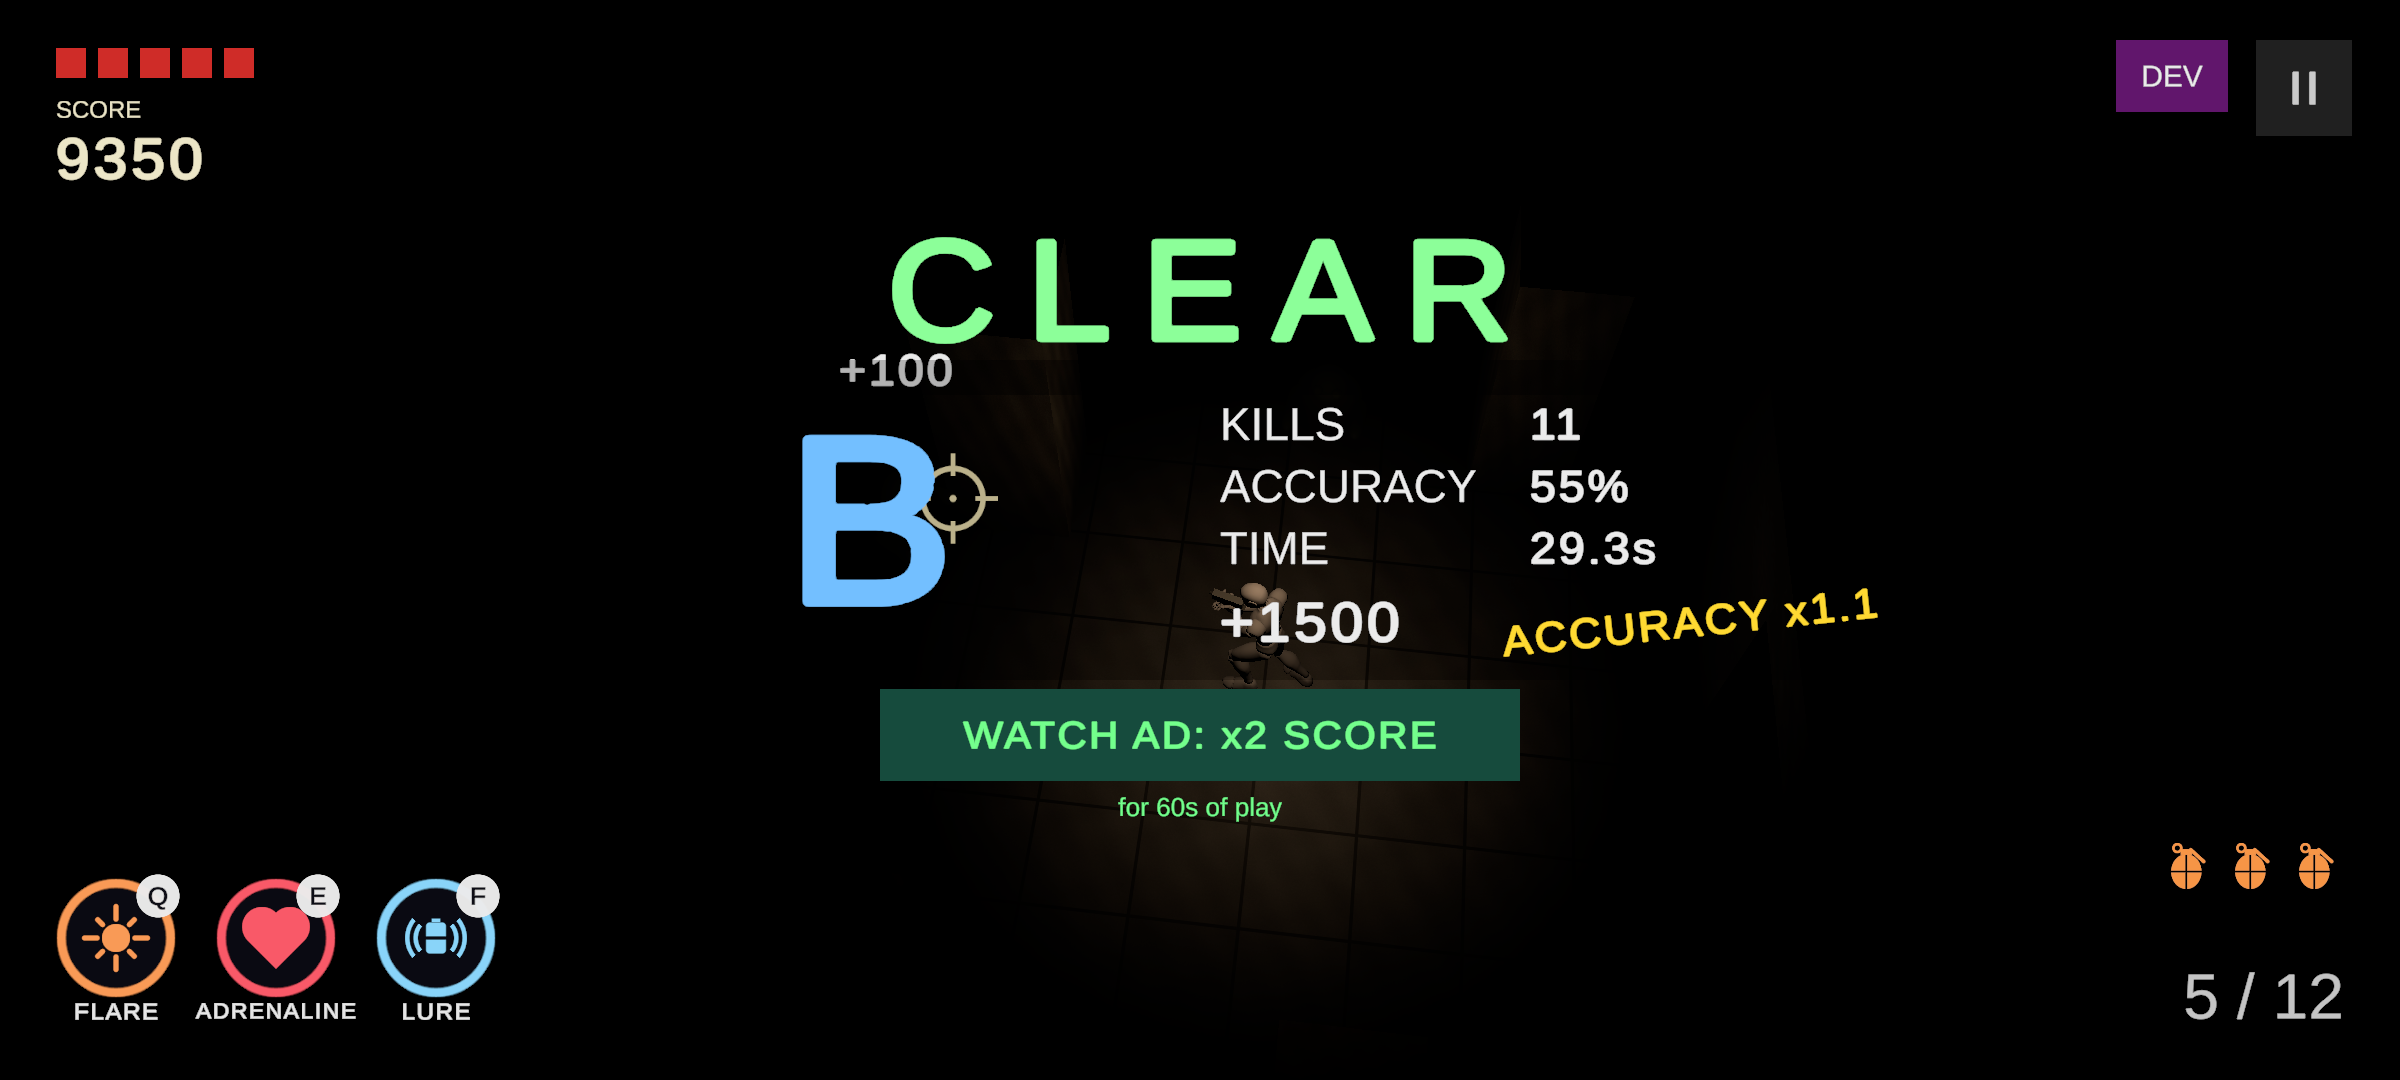 SCORE
9350
DEV
CLEAR
+100
B
KILLS 11
ACCURACY 55%
TIME 29.3s
+1500
ACCURACY x1.1
WATCH AD: x2 SCORE
for 60s of play
Q
E
F
FLARE
ADRENALINE
LURE
5 / 12